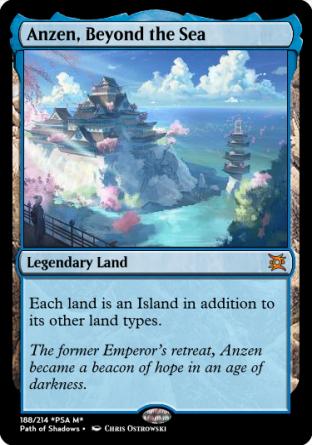 Anzen, Beyond the Sea
Legendary Land
Each land is an Island in addition to
its other land types.
The former Emperor's retreat, Anzen
became a beacon of hope in an age of
darkness.
188/214 *PSA M*
Path of Shadows • Chris Ostrowski